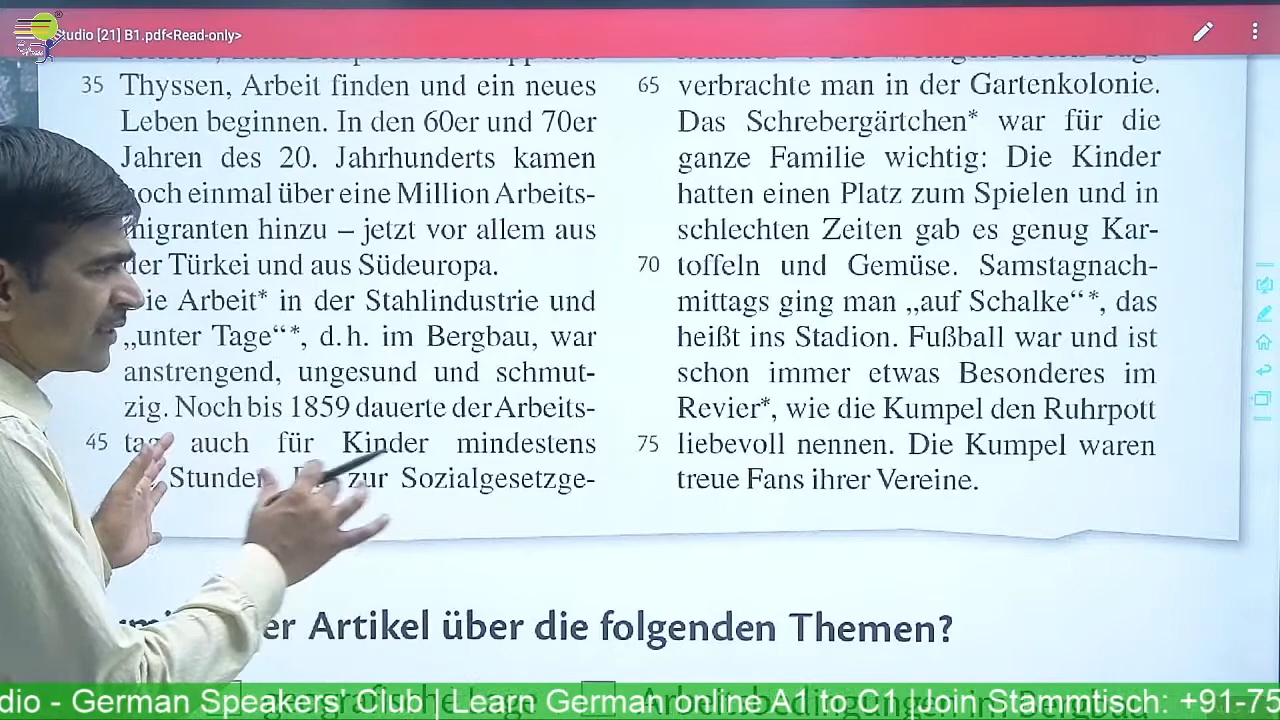 Studio [21] B1.pdf<Read-only>
35 Thyssen, Arbeit finden und ein neues
Leben beginnen. In den 60er und 70er
Jahren des 20. Jahrhunderts kamen
noch einmal über eine Million Arbeits-
migranten hinzu – jetzt vor allem aus
der Türkei und aus Südeuropa.
Die Arbeit* in der Stahlindustrie und
„unter Tage“*, d. h. im Bergbau, war
anstrengend, ungesund und schmut-
zig. Noch bis 1859 dauerte der Arbeits-
45 tag auch für Kinder mindestens
Stunden zur Sozialgesetzge-
65 verbrachte man in der Gartenkolonie.
Das Schrebergärtchen* war für die
ganze Familie wichtig: Die Kinder
hatten einen Platz zum Spielen und in
schlechten Zeiten gab es genug Kar-
70 toffeln und Gemüse. Samstagnach-
mittags ging man „auf Schalke“*, das
heißt ins Stadion. Fußball war und ist
schon immer etwas Besonderes im
Revier*, wie die Kumpel den Ruhrpott
75 liebevoll nennen. Die Kumpel waren
treue Fans ihrer Vereine.
er Artikel über die folgenden Themen?
geografische Lage Arbeitsbedingungen im Bergbau
dio - German Speakers' Club | Learn German online A1 to C1 | Join Stammtisch: +91-75